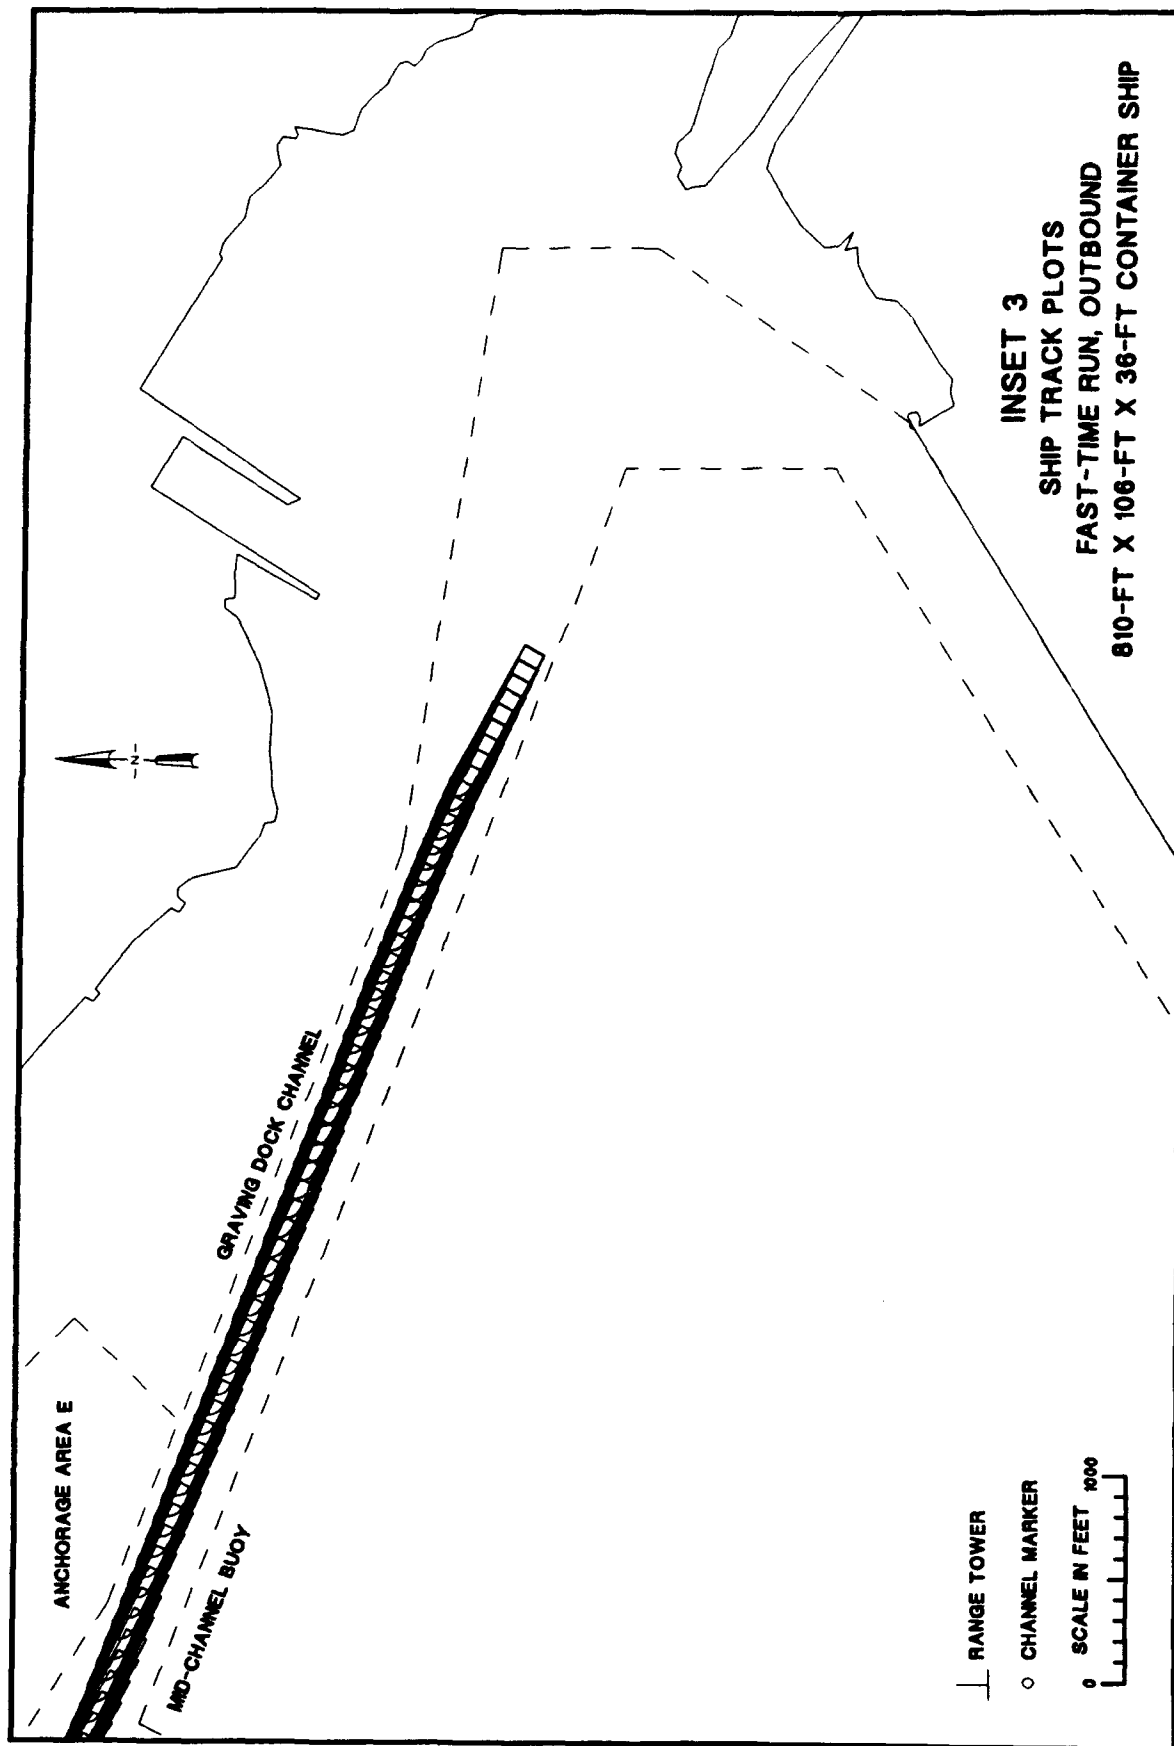 ANCHORAGE AREA E
MID-CHANNEL BUOY
GRAVING DOCK CHANNEL
N
RANGE TOWER
CHANNEL MARKER
SCALE IN FEET
0 1000
INSET 3
SHIP TRACK PLOTS
FAST-TIME RUN, OUTBOUND
810-FT X 106-FT X 36-FT CONTAINER SHIP